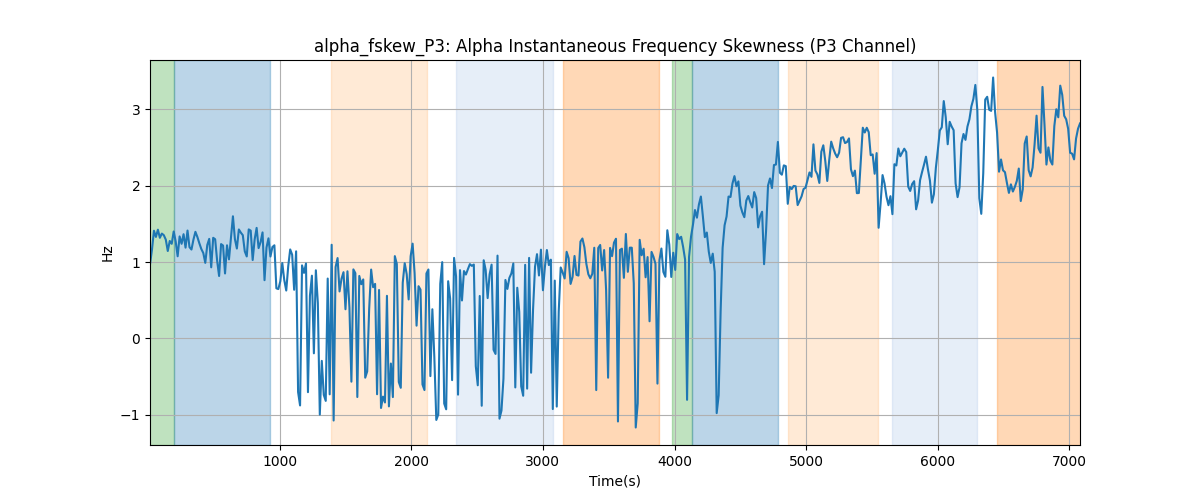 alpha_fskew_P3: Alpha Instantaneous Frequency Skewness (P3 Channel)
3
2
1
0
−1
Hz
1000 2000 3000 4000 5000 6000 7000
Time(s)